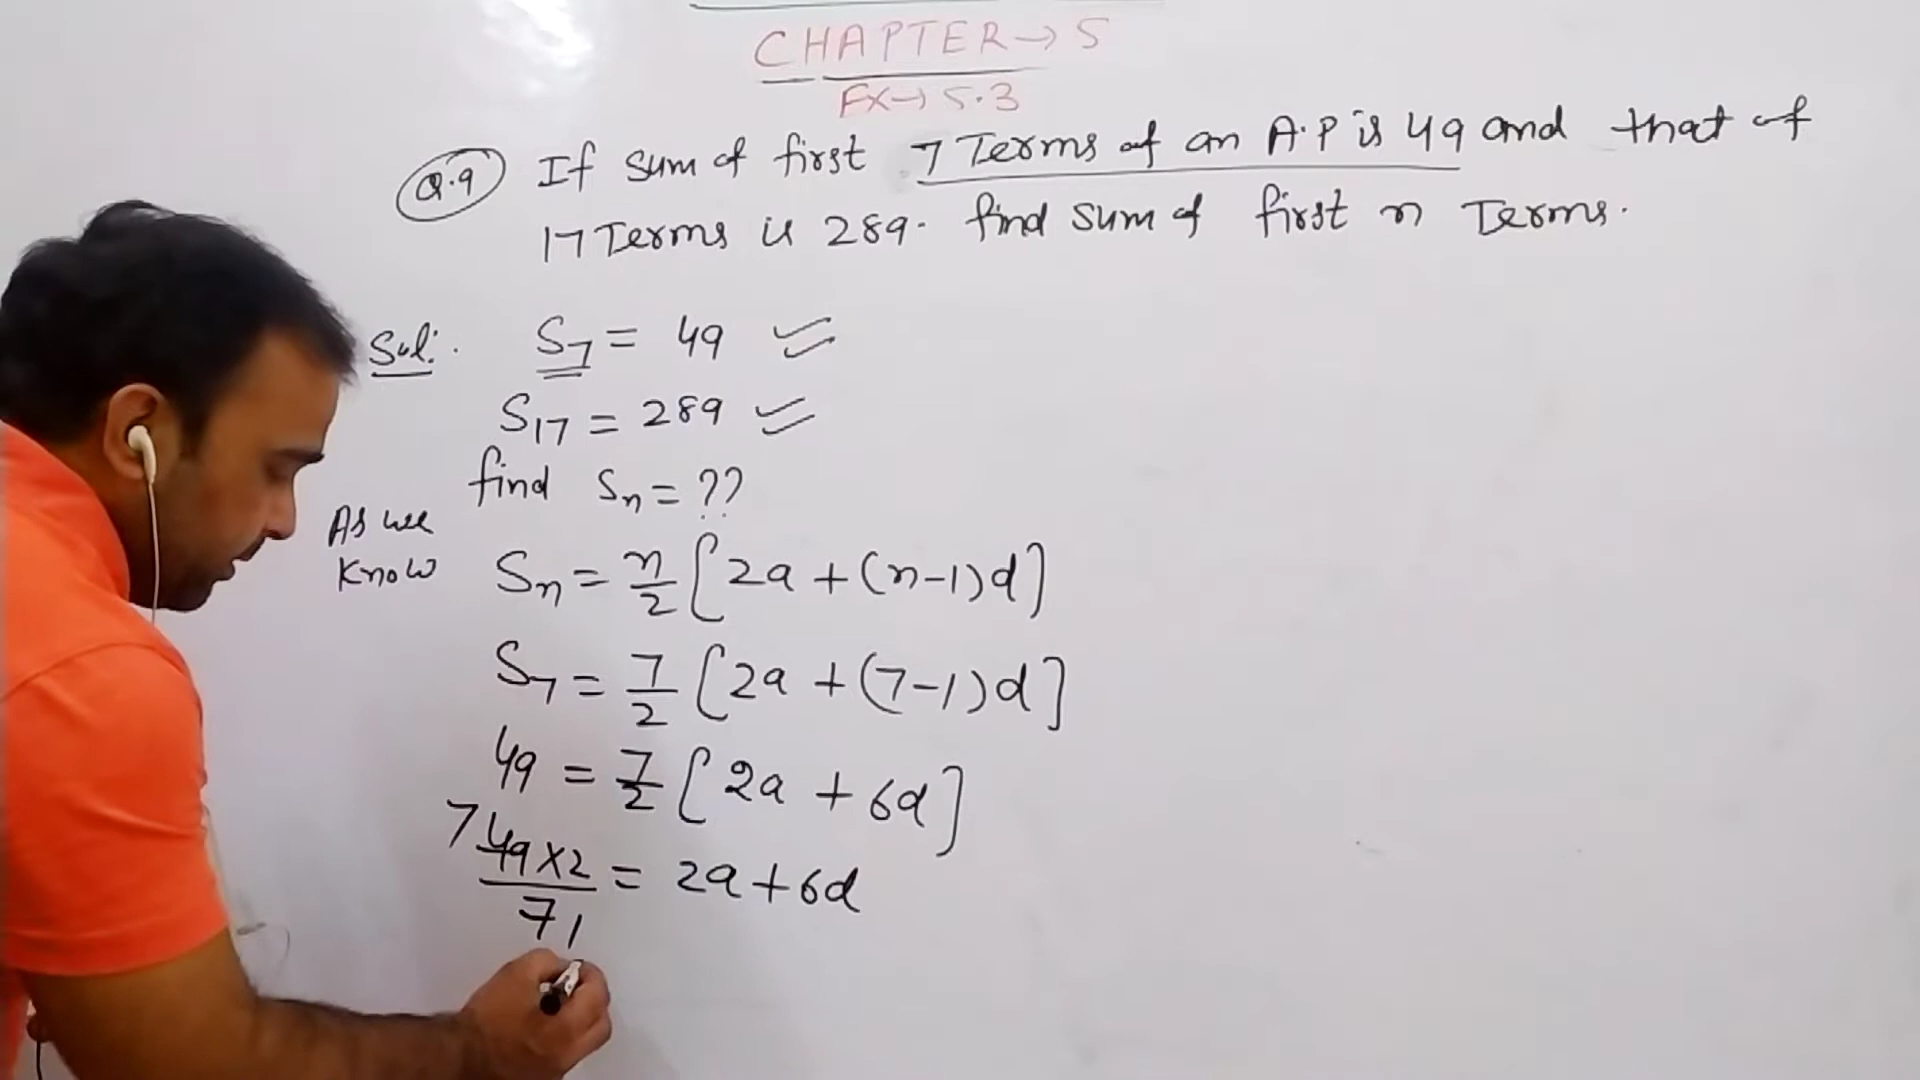 CHAPTER → 5
EX → 5.3
Q.9 If sum of first 7 Terms of an A.P is 49 and that of
17 Terms is 289. find sum of first n Terms.
Sol:. S7 = 49
S17 = 289
find Sn = ??
As we know
Sn = n/2 [2a + (n-1)d]
S7 = 7/2 [2a + (7-1)d]
49 = 7/2 [2a + 6d]
7 49×2/7 1 = 2a + 6d